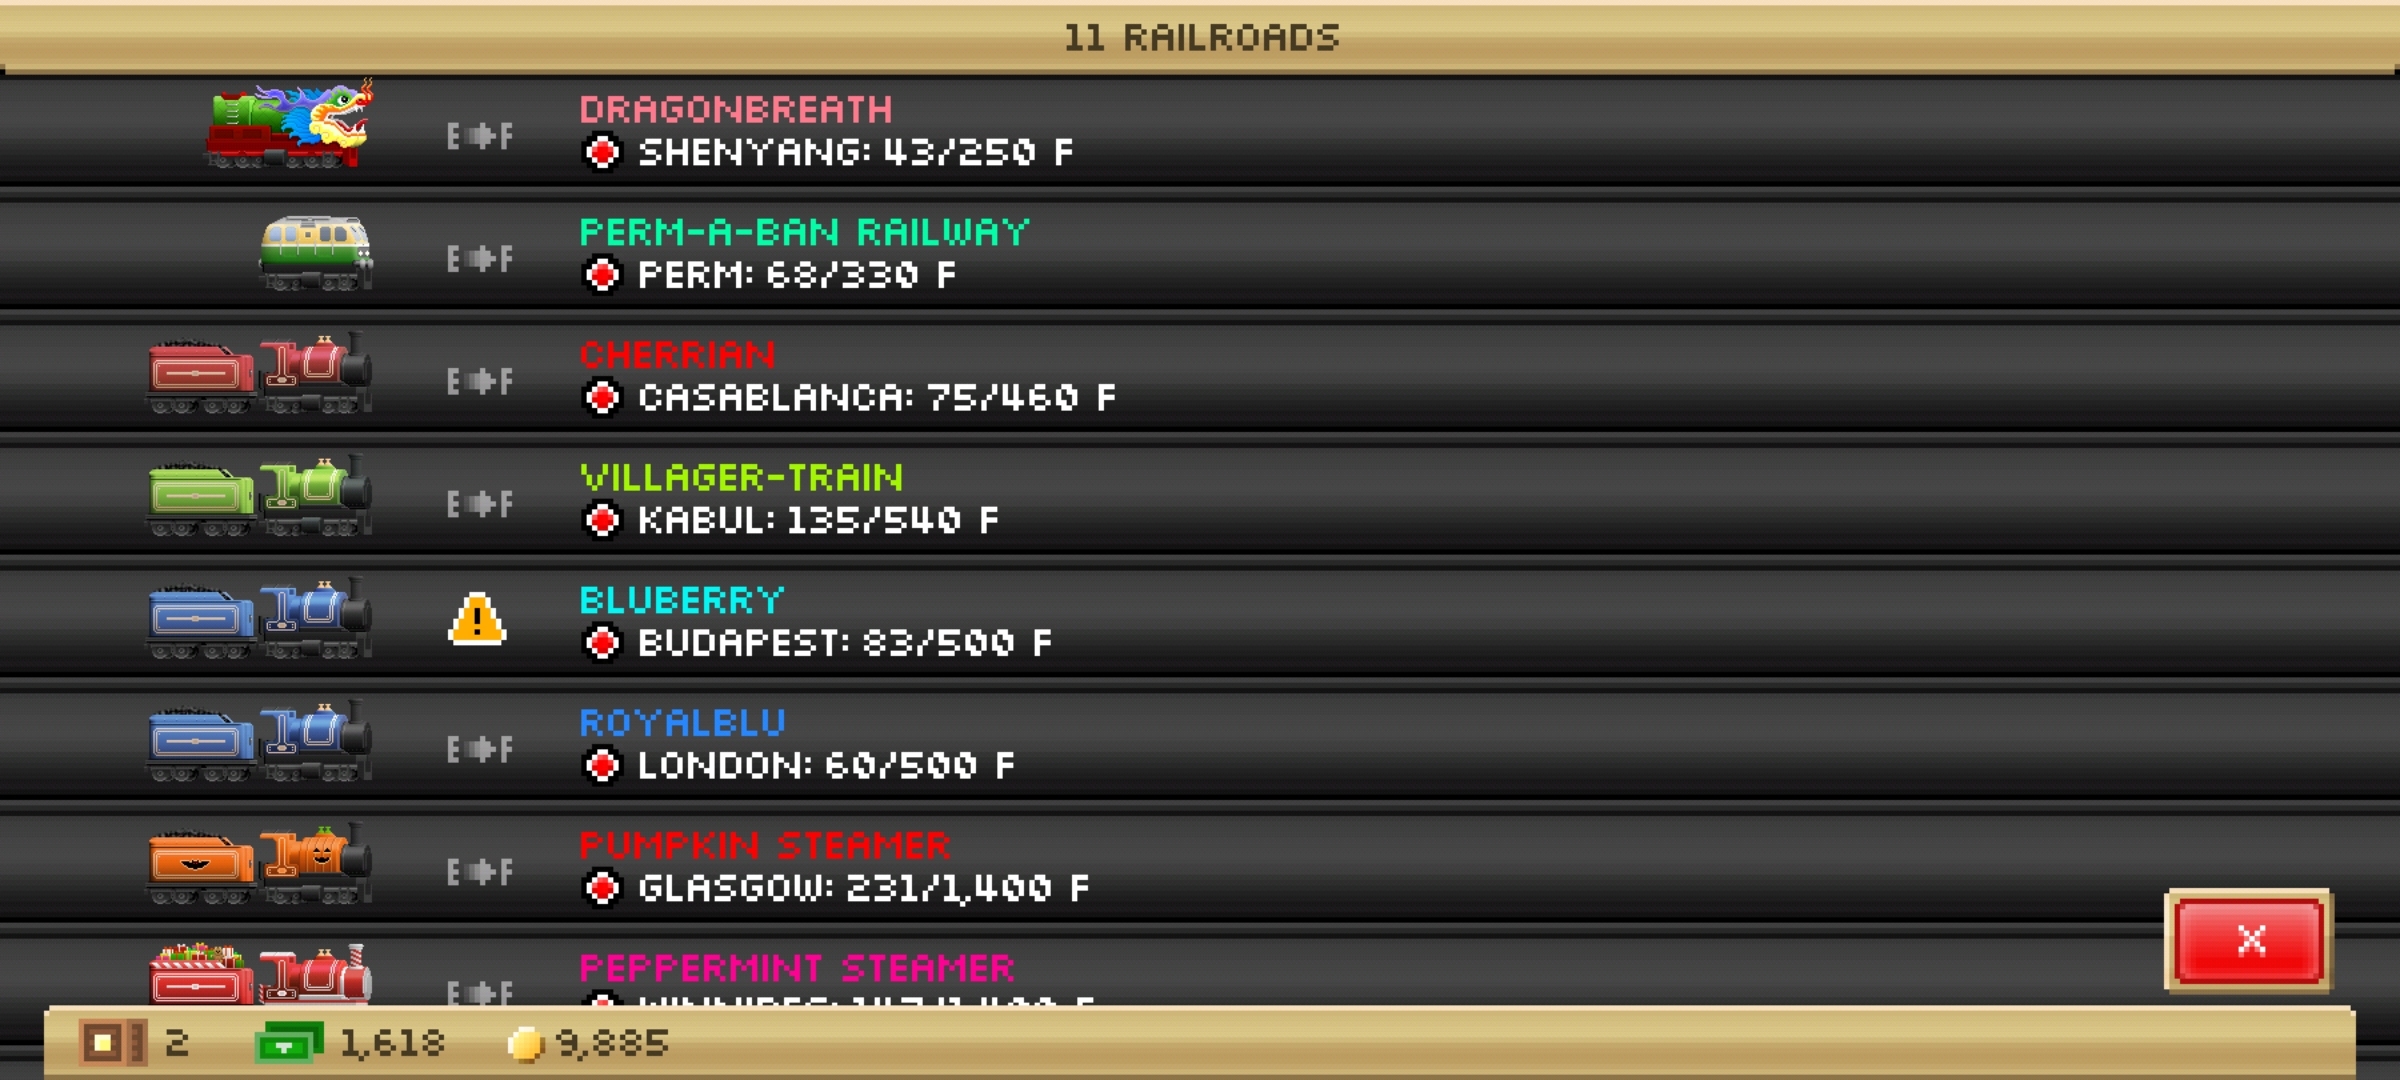 11 RAILROADS
DRAGONBREATH
E F
SHENYANG: 43/250 F
PERM-A-BAN RAILWAY
E F
PERM: 68/330 F
CHERRIAN
E F
CASABLANCA: 75/460 F
VILLAGER-TRAIN
E F
KABUL: 135/540 F
BLUBERRY
!
BUDAPEST: 83/500 F
ROYALBLU
E F
LONDON: 60/500 F
PUMPKIN STEAMER
E F
GLASGOW: 231/1,400 F
X
PEPPERMINT STEAMER
E F
2 1,618 9,885